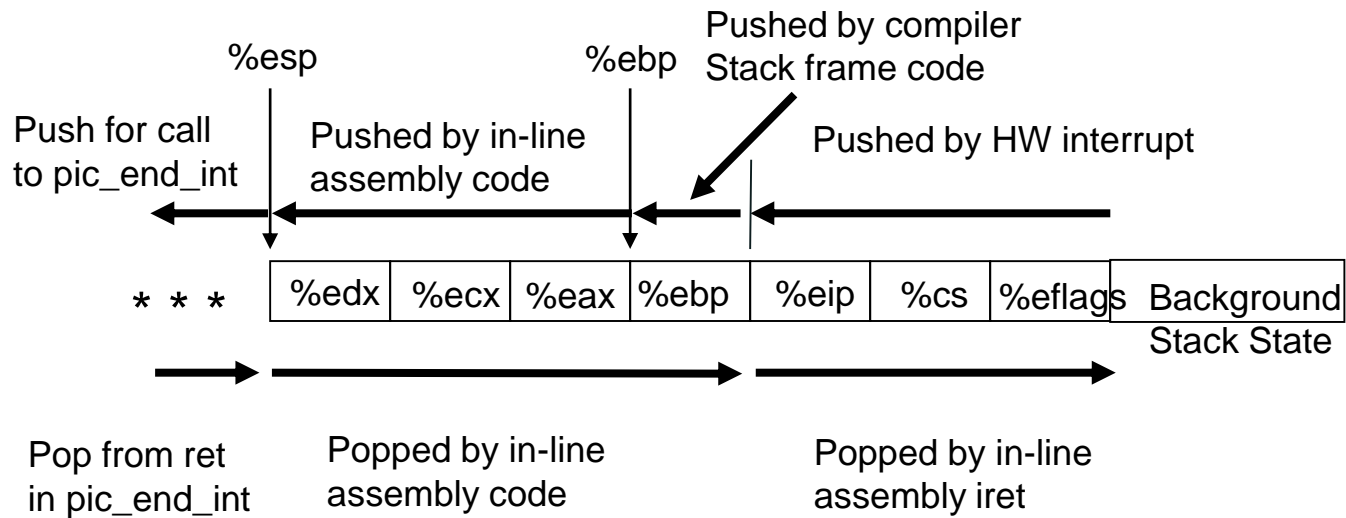 Pushed by compiler
Stack frame code
%esp
%ebp
Push for call
to pic_end_int
Pushed by in-line
assembly code
Pushed by HW interrupt
* * *
%edx
%ecx
%eax
%ebp
%eip
%cs
%eflags
Background
Stack State
Pop from ret
in pic_end_int
Popped by in-line
assembly code
Popped by in-line
assembly iret